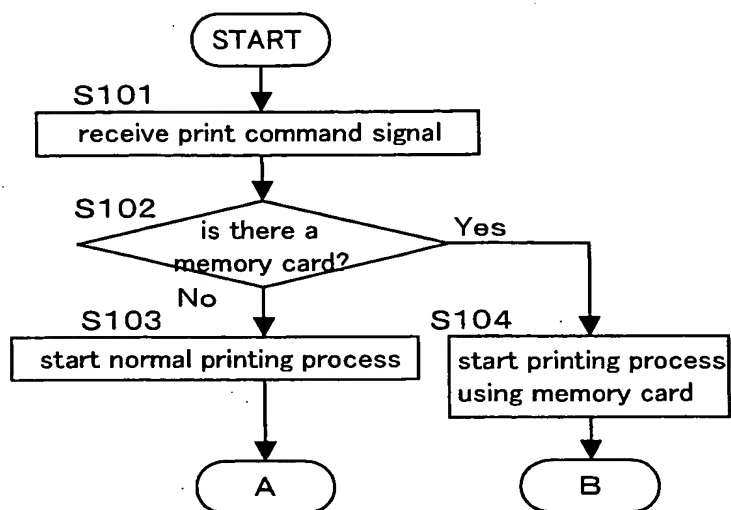 START
S101
receive print command signal
S102
is there a
memory card?
Yes
No
S103
start normal printing process
S104
start printing process
using memory card
A
B